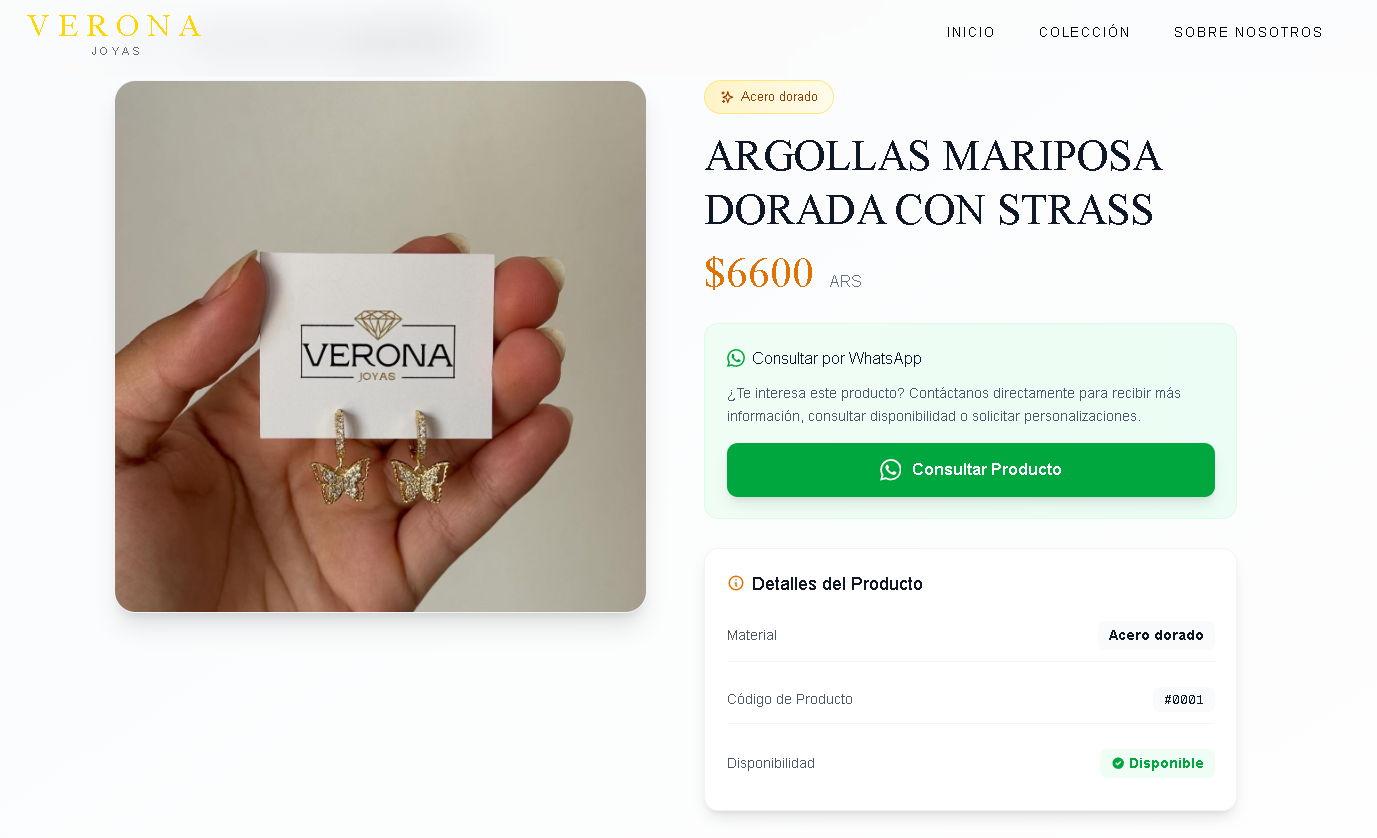 VERONA
JOYAS
INICIO
COLECCIÓN
SOBRE NOSOTROS
VERONA
JOYAS
Acero dorado
ARGOLLAS MARIPOSA
DORADA CON STRASS
$6600 ARS
Consultar por WhatsApp
¿Te interesa este producto? Contáctanos directamente para recibir más
información, consultar disponibilidad o solicitar personalizaciones.
Consultar Producto
Detalles del Producto
Material Acero dorado
Código de Producto #0001
Disponibilidad Disponible